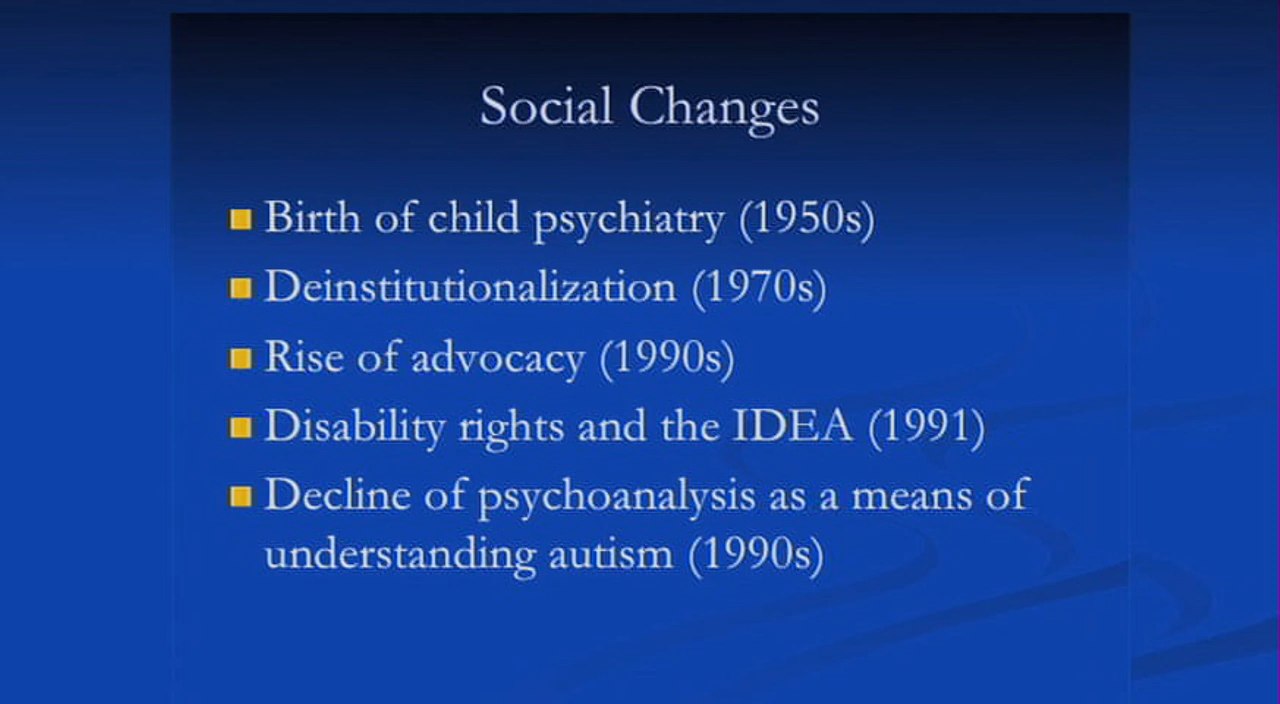 Social Changes
Birth of child psychiatry (1950s)
Deinstitutionalization (1970s)
Rise of advocacy (1990s)
Disability rights and the IDEA (1991)
Decline of psychoanalysis as a means of
understanding autism (1990s)